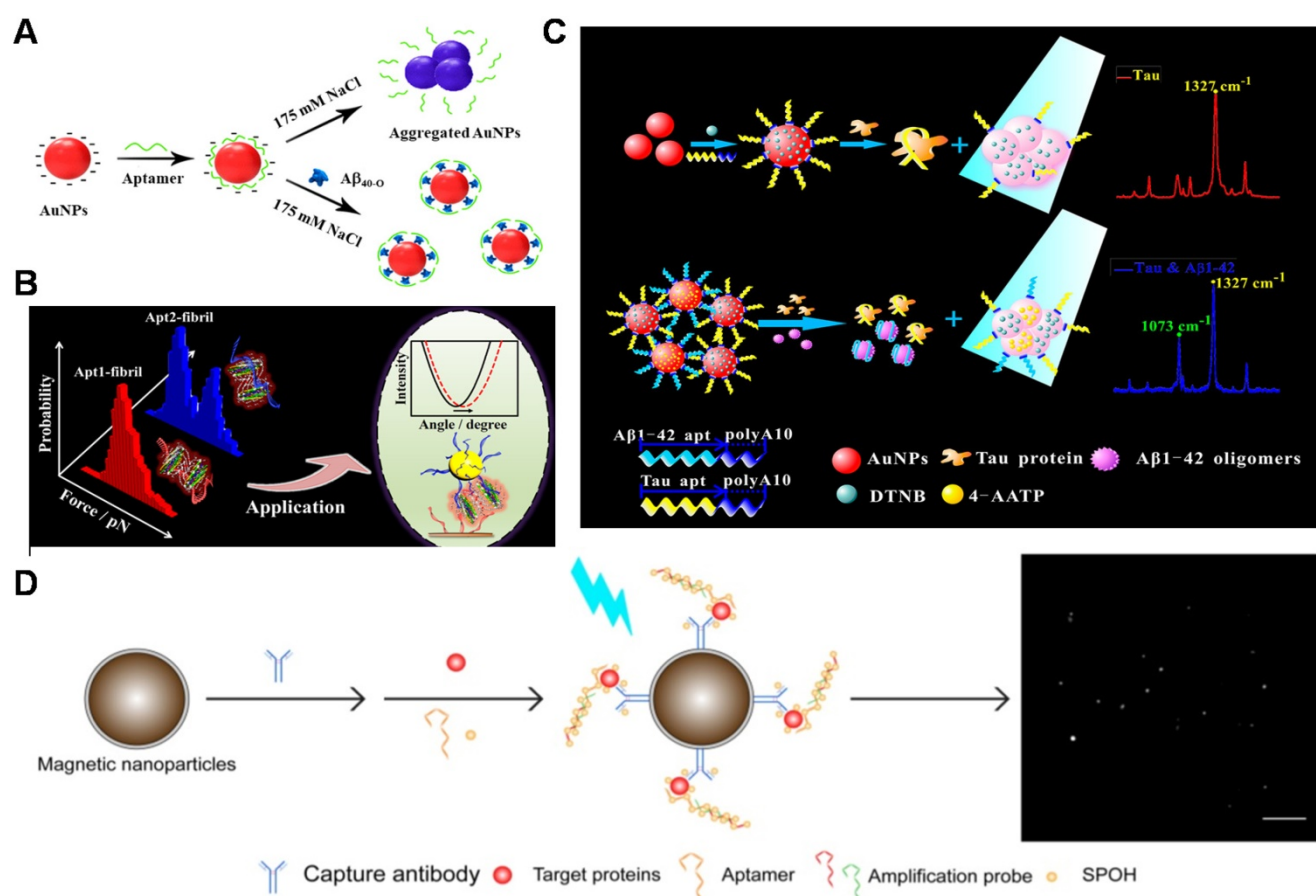 A
175 mM NaCl
Aggregated AuNPs
Aptamer
AuNPs
Aβ40-O
175 mM NaCl
B
Apt2-fibril
Apt1-fibril
Probability
Force / pN
Application
Intensity
Angle / degree
C
Tau
1327 cm-1
Tau & Aβ1-42
1327 cm-1
1073 cm-1
Aβ1-42 apt polyA10
Tau apt polyA10
AuNPs Tau protein Aβ1-42 oligomers
DTNB 4-AATP
D
Magnetic nanoparticles
Capture antibody Target proteins Aptamer Amplification probe SPOH